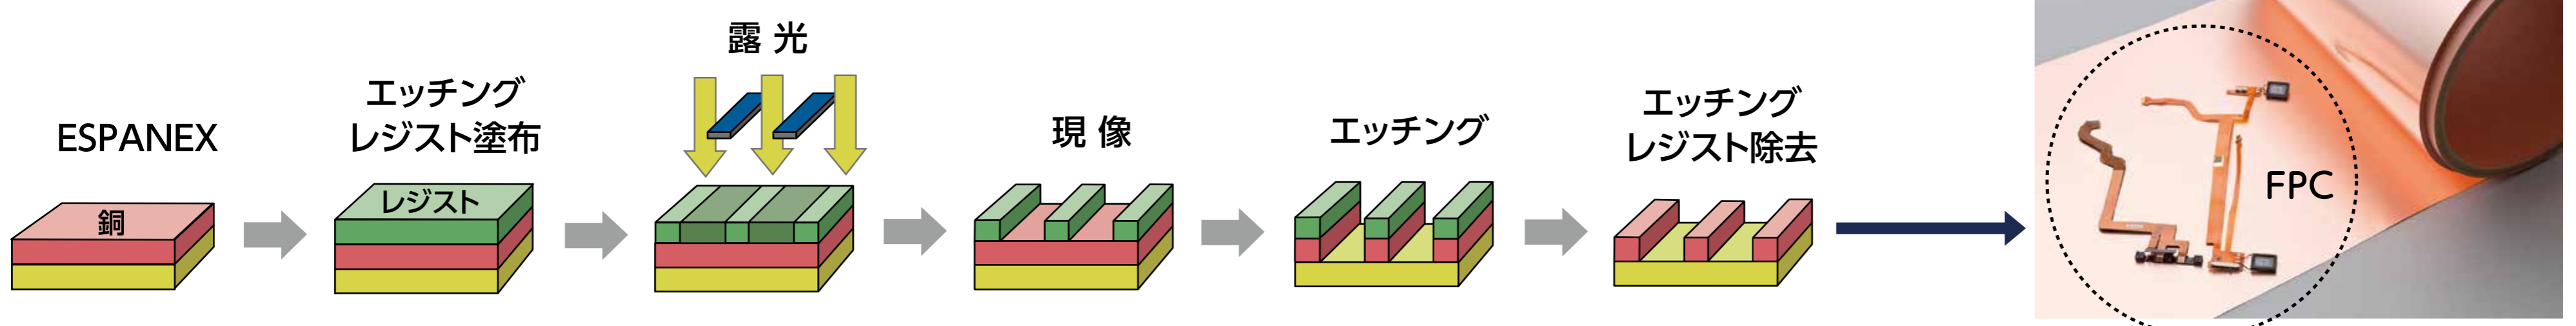 ESPANEX
銅
エッチング
レジスト塗布
レジスト
露 光
現 像
エッチング
エッチング
レジスト除去
FPC